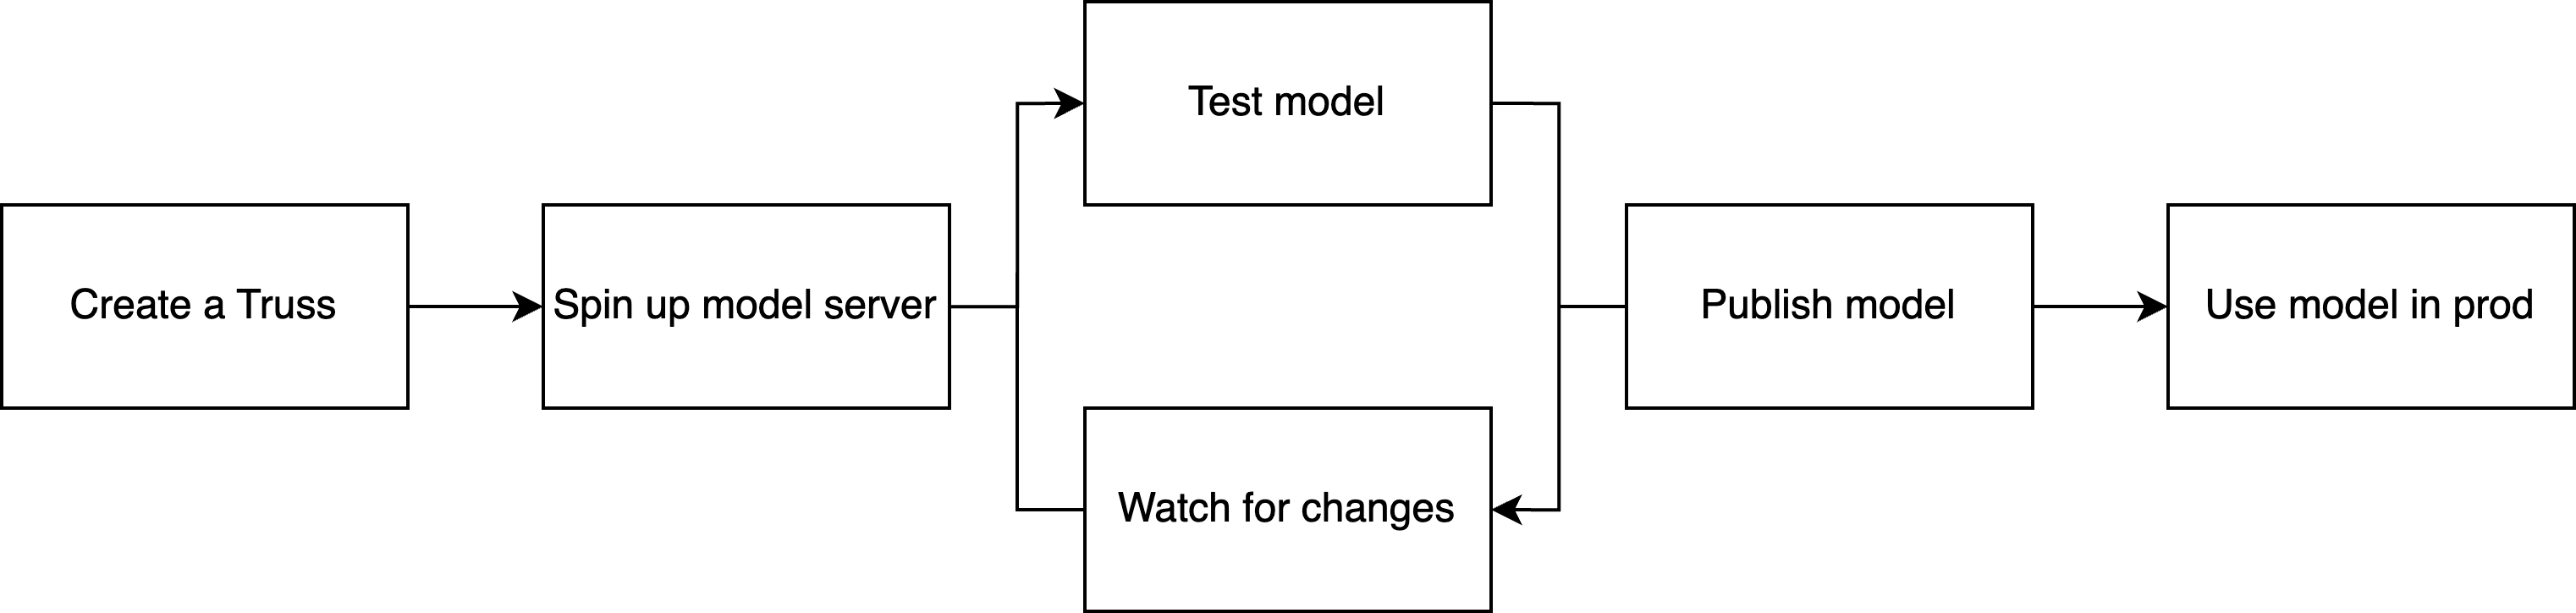 Create a Truss
Spin up model server
Test model
Watch for changes
Publish model
Use model in prod